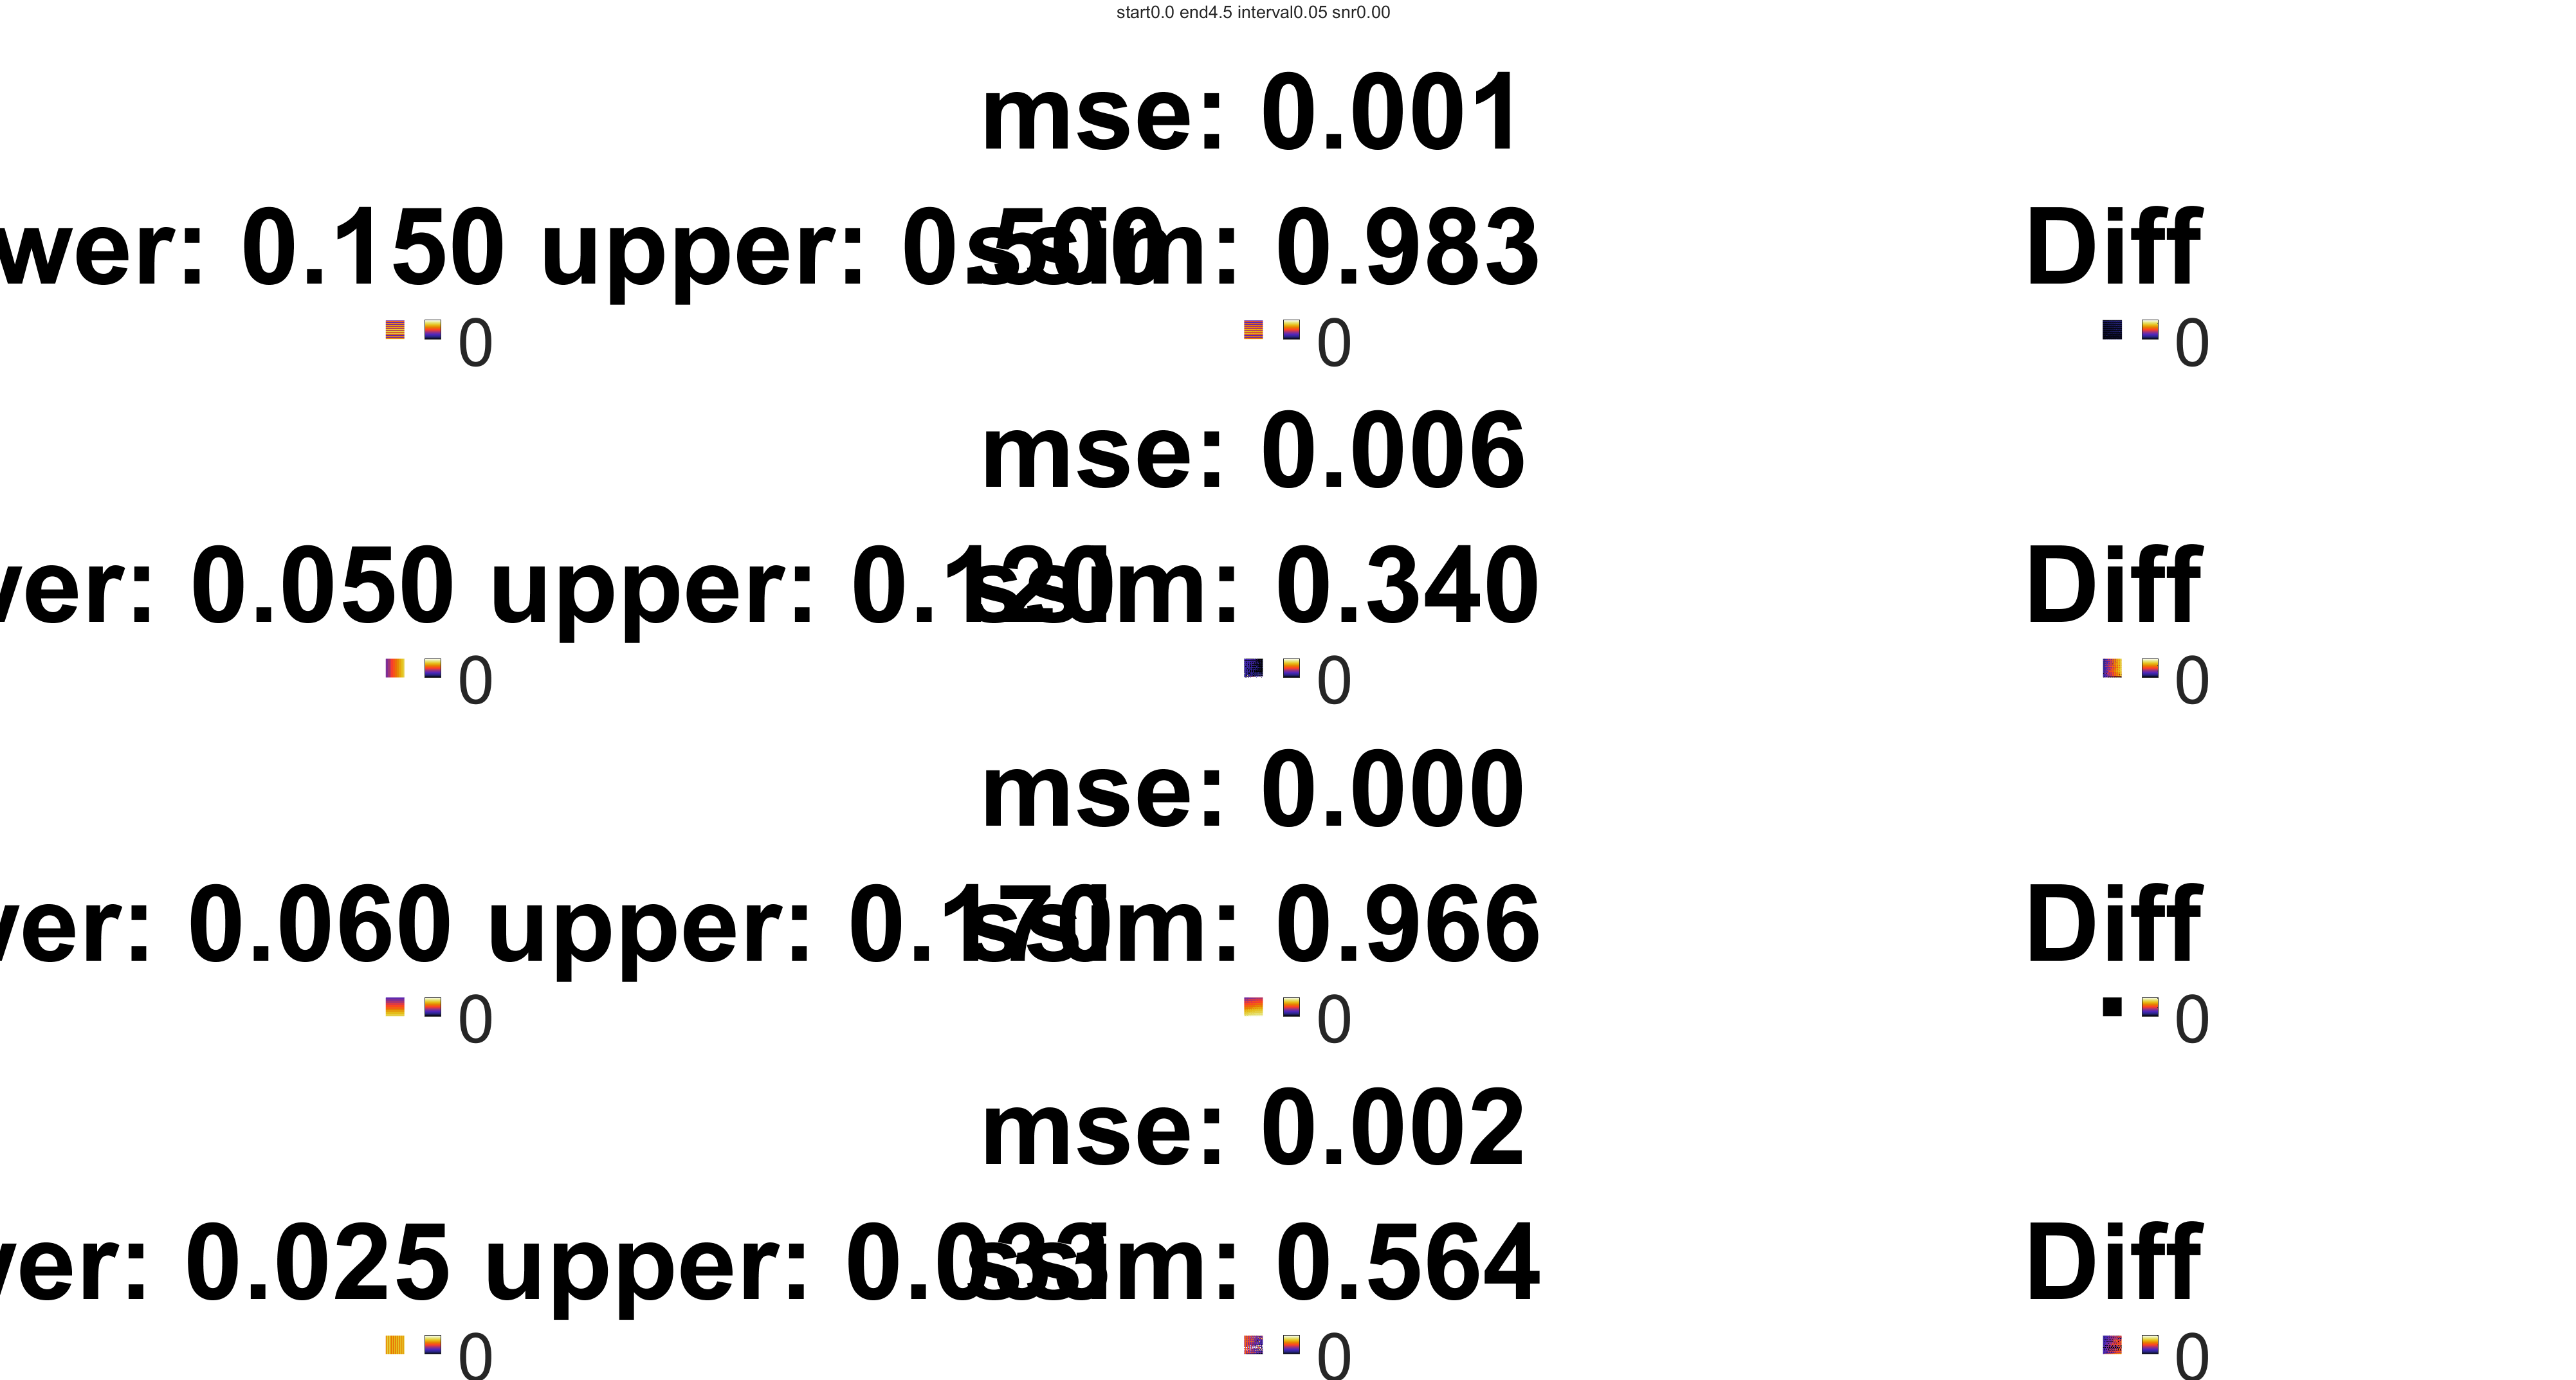 start0.0 end4.5 interval0.05 snr0.00
mse: 0.001
wer: 0.150 upper: 0.500 ssim: 0.983 Diff
0 0 0
mse: 0.006
ver: 0.050 upper: 0.120 ssim: 0.340 Diff
0 0 0
mse: 0.000
ver: 0.060 upper: 0.170 ssim: 0.966 Diff
0 0 0
mse: 0.002
ver: 0.025 upper: 0.033 ssim: 0.564 Diff
0 0 0